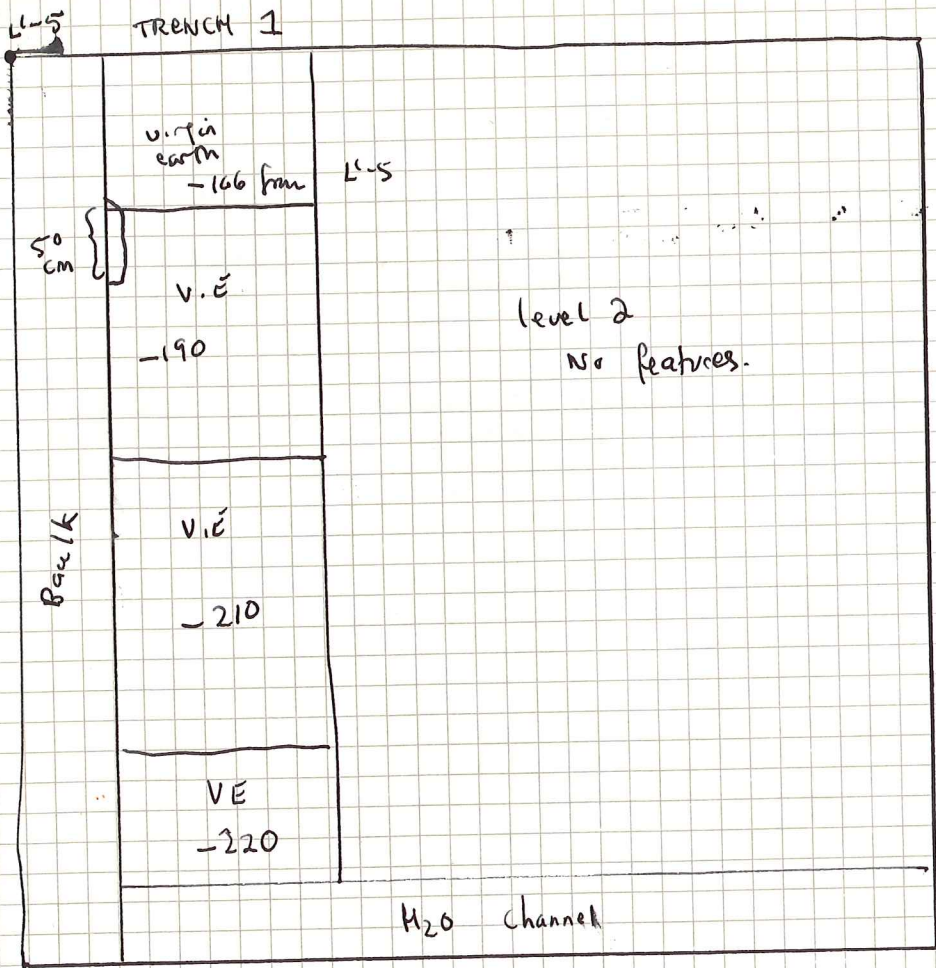 L'-5
TRENCH 1
virgin
earth
-166 from L'-5
50
cm
V.E
-190
level 2
No features.
V.E
-210
Baulk
VE
-220
H2O Channel